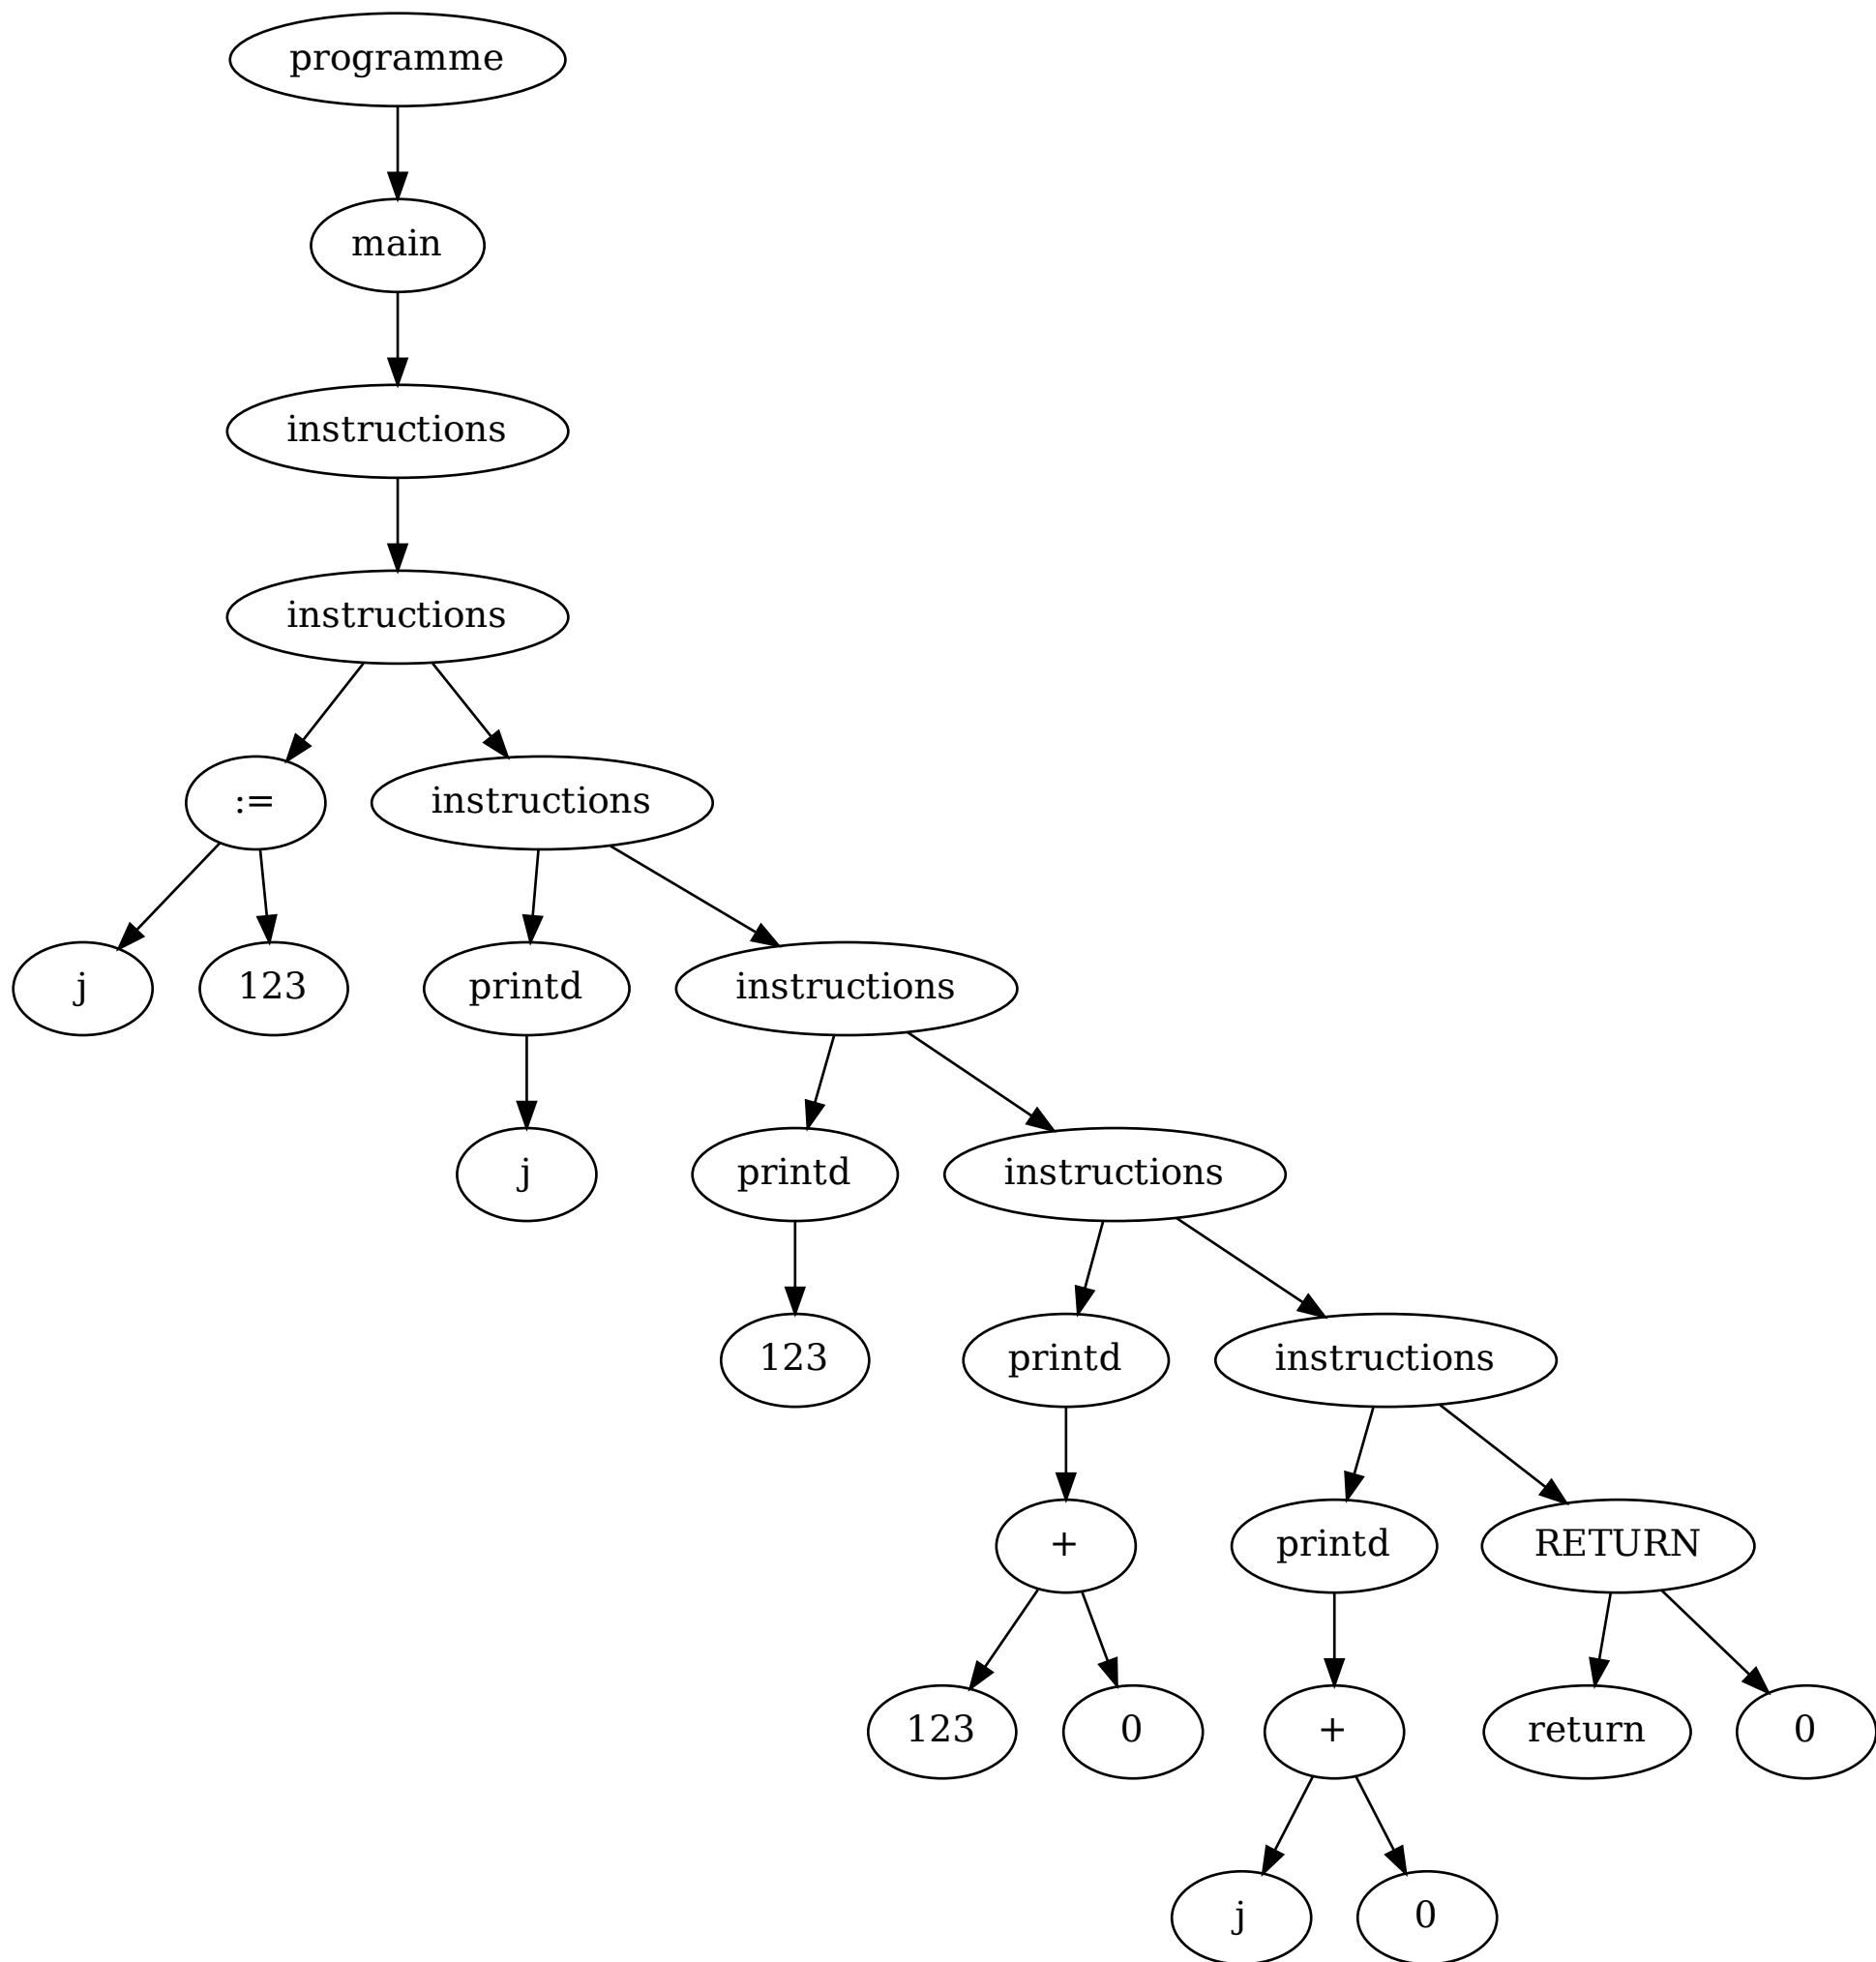 programme
main
instructions
instructions
:=
instructions
j
123
printd
instructions
j
printd
instructions
123
printd
instructions
+
printd
RETURN
123
0
+
return
0
j
0